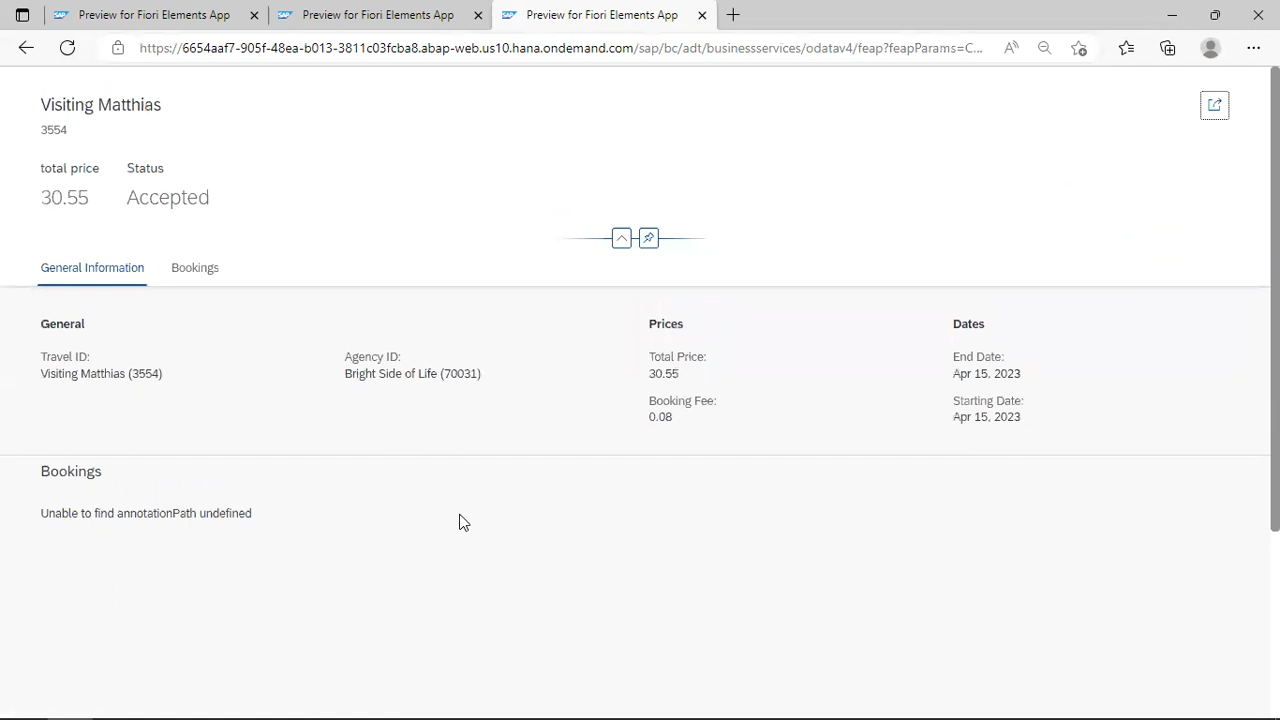 Preview for Fiori Elements App
Preview for Fiori Elements App
Preview for Fiori Elements App
https://6654aaf7-905f-48ea-b013-3811c03fcba8.abap-web.us10.hana.ondemand.com/sap/bc/adt/businessservices/odatav4/feap?feapParams=C...
Visiting Matthias
3554
total price Status
30.55 Accepted
General Information Bookings
General Prices Dates
Travel ID: Agency ID: Total Price: End Date:
Visiting Matthias (3554) Bright Side of Life (70031) 30.55 Apr 15, 2023
Booking Fee: Starting Date:
0.08 Apr 15, 2023
Bookings
Unable to find annotationPath undefined